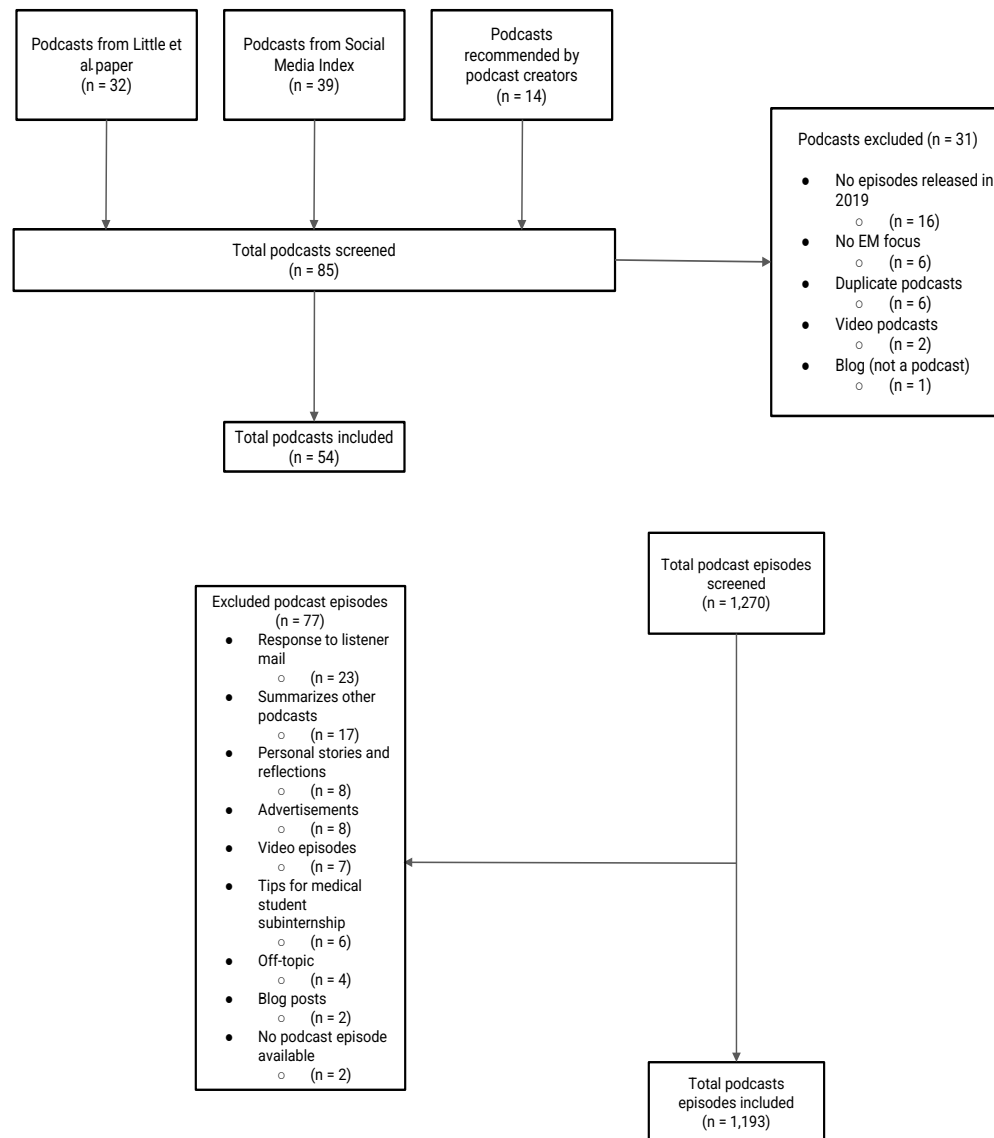 Podcasts from Little et
al. paper
(n = 32)
Podcasts from Social
Media Index
(n = 39)
Podcasts
recommended by
podcast creators
(n = 14)
Podcasts excluded (n = 31)
● No episodes released in
2019
○ (n = 16)
● No EM focus
○ (n = 6)
● Duplicate podcasts
○ (n = 6)
● Video podcasts
○ (n = 2)
● Blog (not a podcast)
○ (n = 1)
Total podcasts screened
(n = 85)
Total podcasts included
(n = 54)
Total podcast episodes
screened
(n = 1,270)
Excluded podcast episodes
(n = 77)
● Response to listener
mail
○ (n = 23)
● Summarizes other
podcasts
○ (n = 17)
● Personal stories and
reflections
○ (n = 8)
● Advertisements
○ (n = 8)
● Video episodes
○ (n = 7)
● Tips for medical
student
subinternship
○ (n = 6)
● Off-topic
○ (n = 4)
● Blog posts
○ (n = 2)
● No podcast episode
available
○ (n = 2)
Total podcasts
episodes included
(n = 1,193)